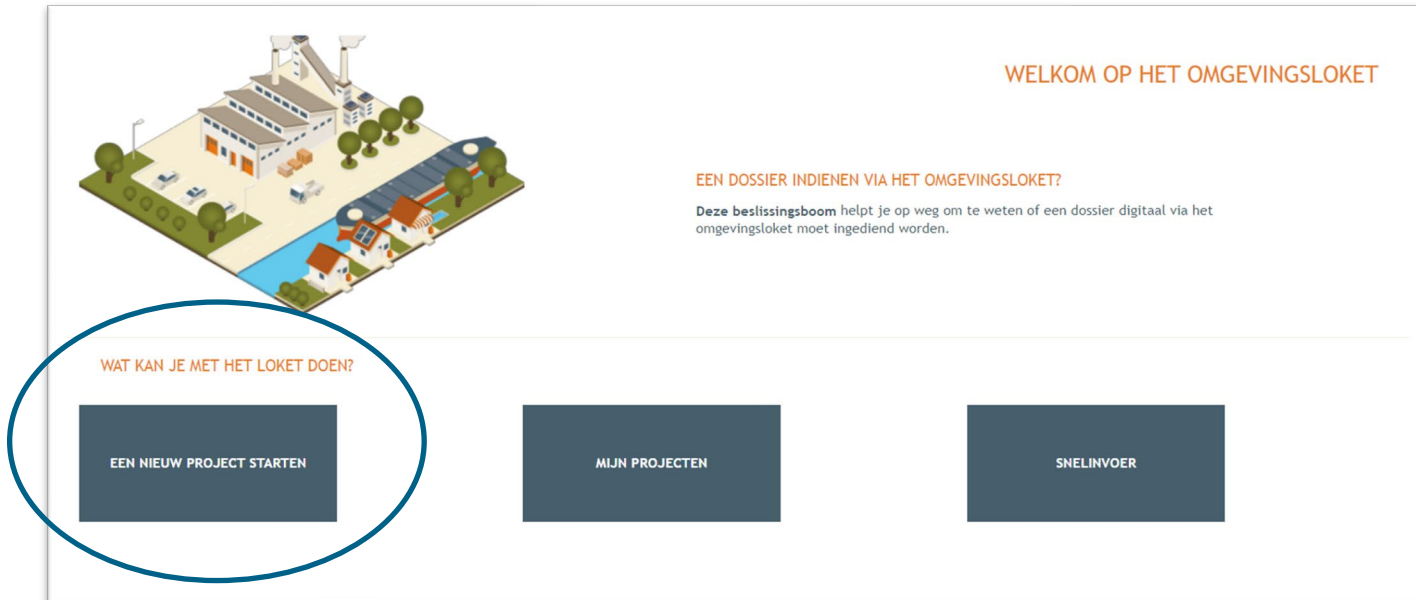 WELKOM OP HET OMGEVINGSLOKET
EEN DOSSIER INDIENEN VIA HET OMGEVINGSLOKET?
Deze beslissingsboom helpt je op weg om te weten of een dossier digitaal via het
omgevingsloket moet ingediend worden.
WAT KAN JE MET HET LOKET DOEN?
EEN NIEUW PROJECT STARTEN
MIJN PROJECTEN
SNELINVOER